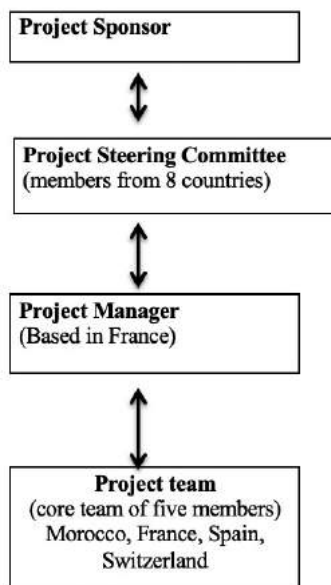 Project Sponsor
Project Steering Committee
(members from 8 countries)
Project Manager
(Based in France)
Project team
(core team of five members)
Morocco, France, Spain,
Switzerland